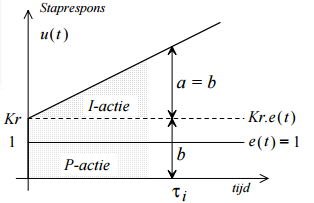 Staprespons
u(t)
a = b
I-actie
Kr
Kr.e(t)
1
e(t) = 1
b
P-actie
τi
tijd